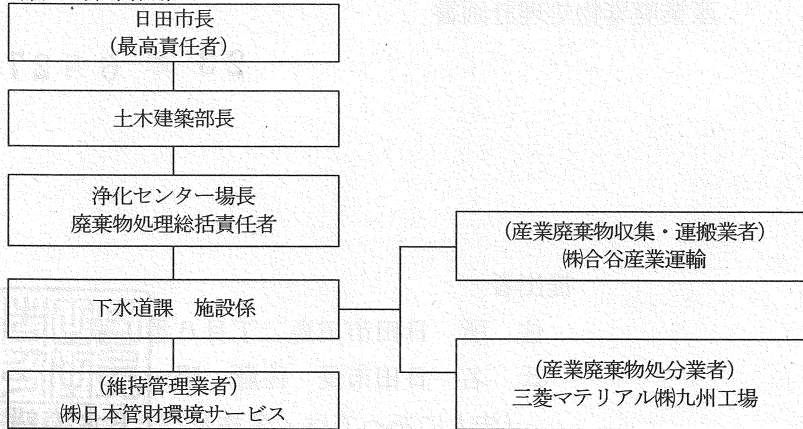 日田市長
(最高責任者)
土木建築部長
浄化センター場長
廃棄物処理総括責任者
下水道課 施設係
(維持管理業者)
㈱日本管財環境サービス
(産業廃棄物収集・運搬業者)
㈱合谷産業運輸
(産業廃棄物処分業者)
三菱マテリアル㈱九州工場